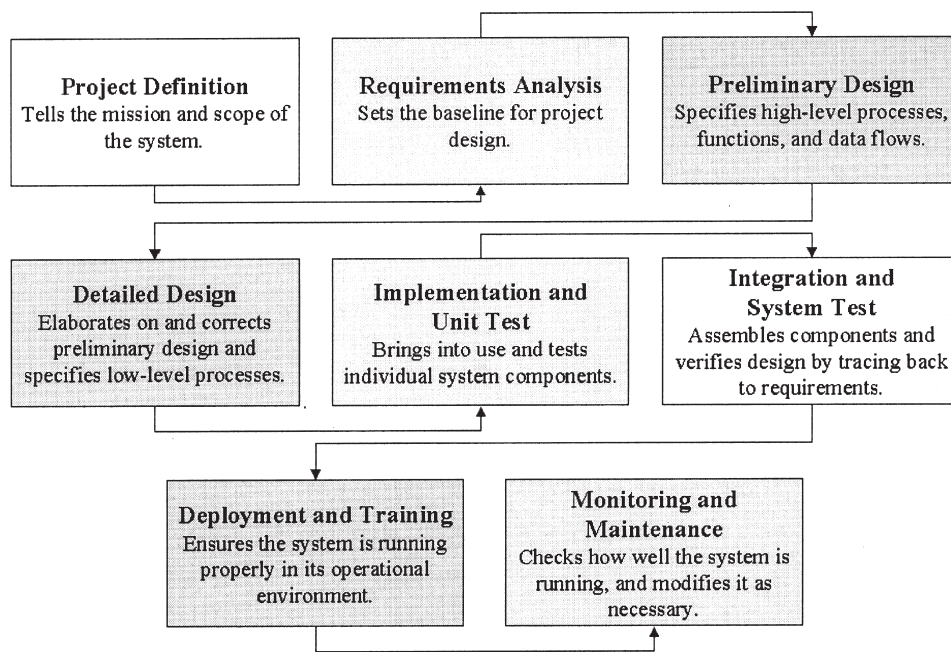 Project Definition
Tells the mission and scope of
the system.
Requirements Analysis
Sets the baseline for project
design.
Preliminary Design
Specifies high-level processes,
functions, and data flows.
Detailed Design
Elaborates on and corrects
preliminary design and
specifies low-level processes.
Implementation and
Unit Test
Brings into use and tests
individual system components.
Integration and
System Test
Assembles components and
verifies design by tracing back
to requirements.
Deployment and Training
Ensures the system is running
properly in its operational
environment.
Monitoring and
Maintenance
Checks how well the system is
running, and modifies it as
necessary.